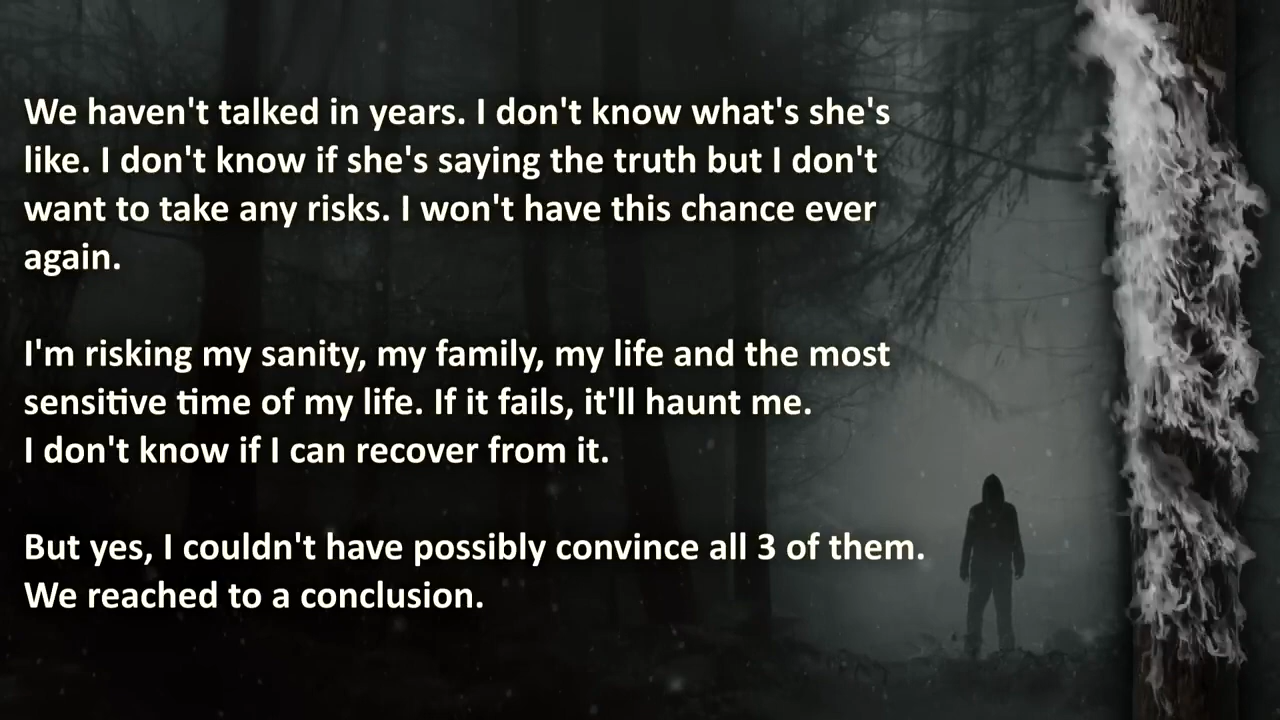 We haven't talked in years. I don't know what's she's
like. I don't know if she's saying the truth but I don't
want to take any risks. I won't have this chance ever
again.
I'm risking my sanity, my family, my life and the most
sensitive time of my life. If it fails, it'll haunt me.
I don't know if I can recover from it.
But yes, I couldn't have possibly convince all 3 of them.
We reached to a conclusion.